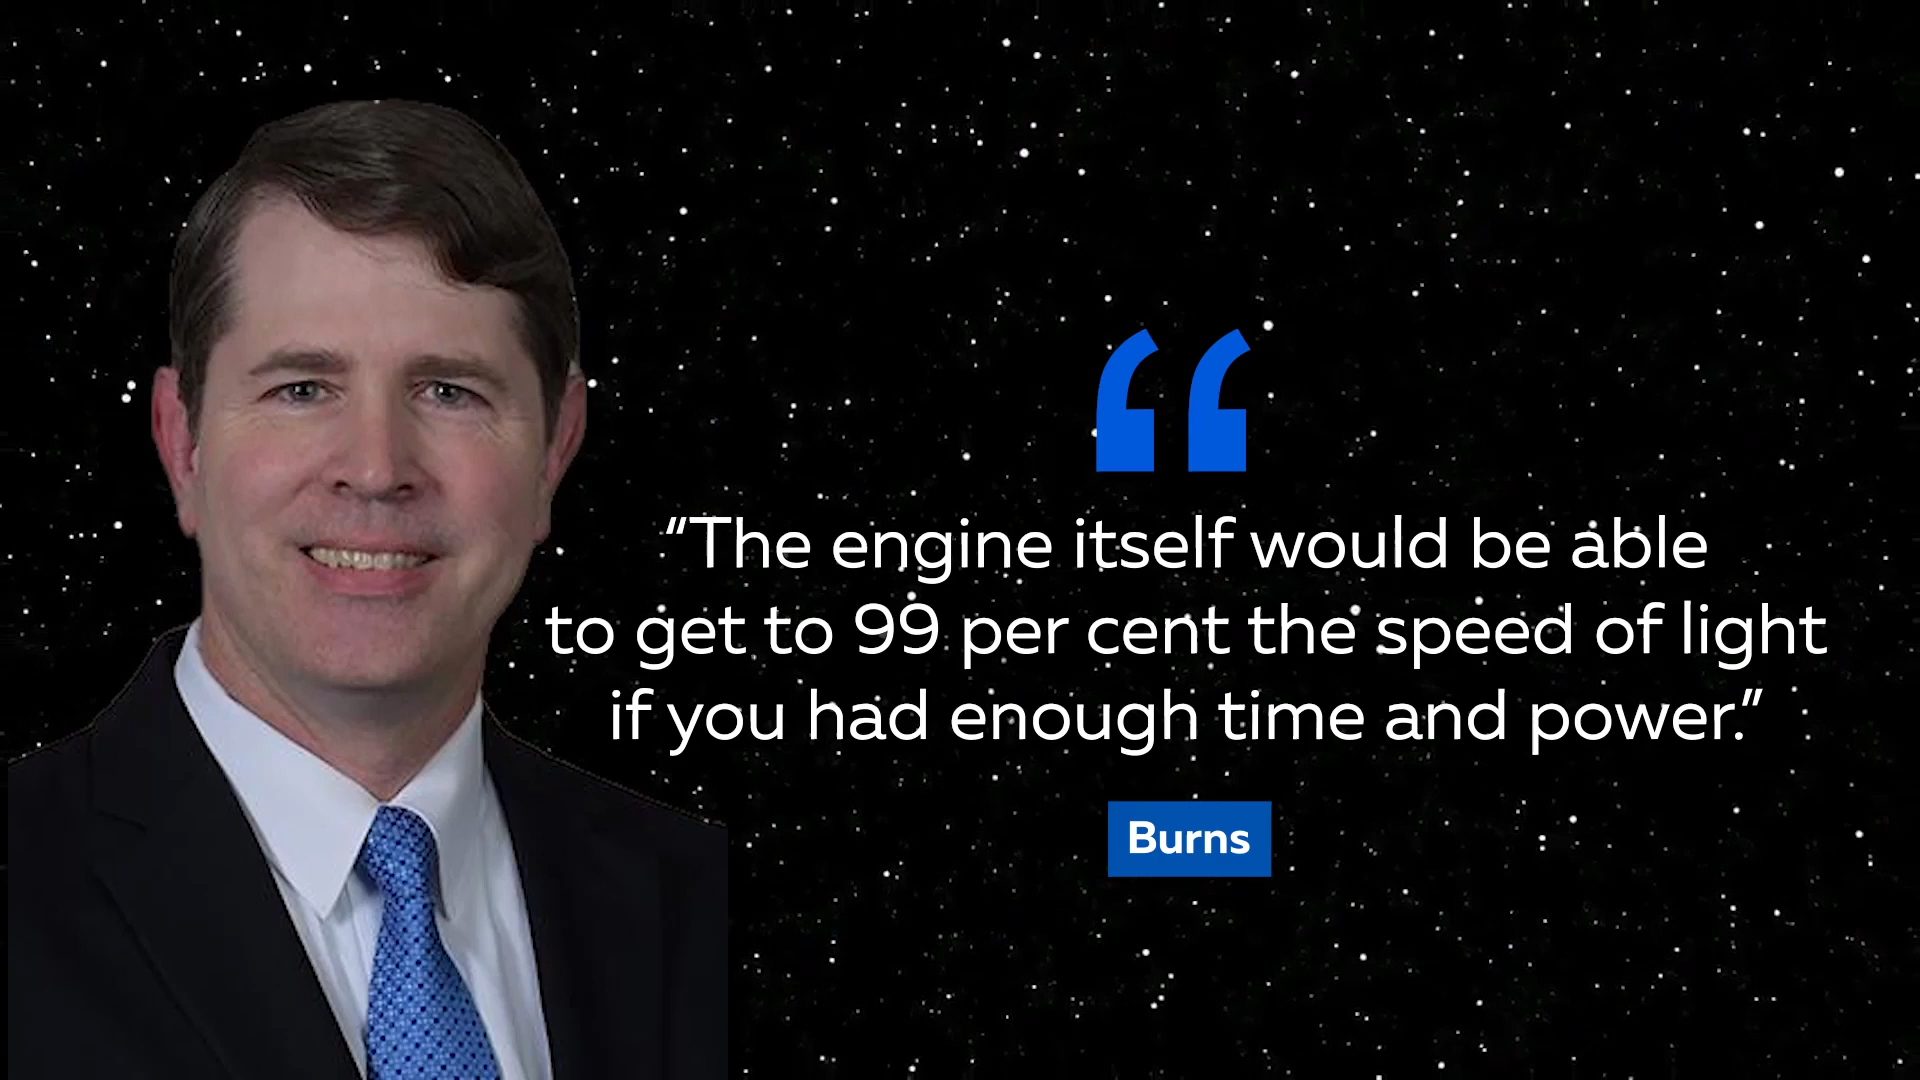 “The engine itself would be able
to get to 99 per cent the speed of light
if you had enough time and power.”
Burns